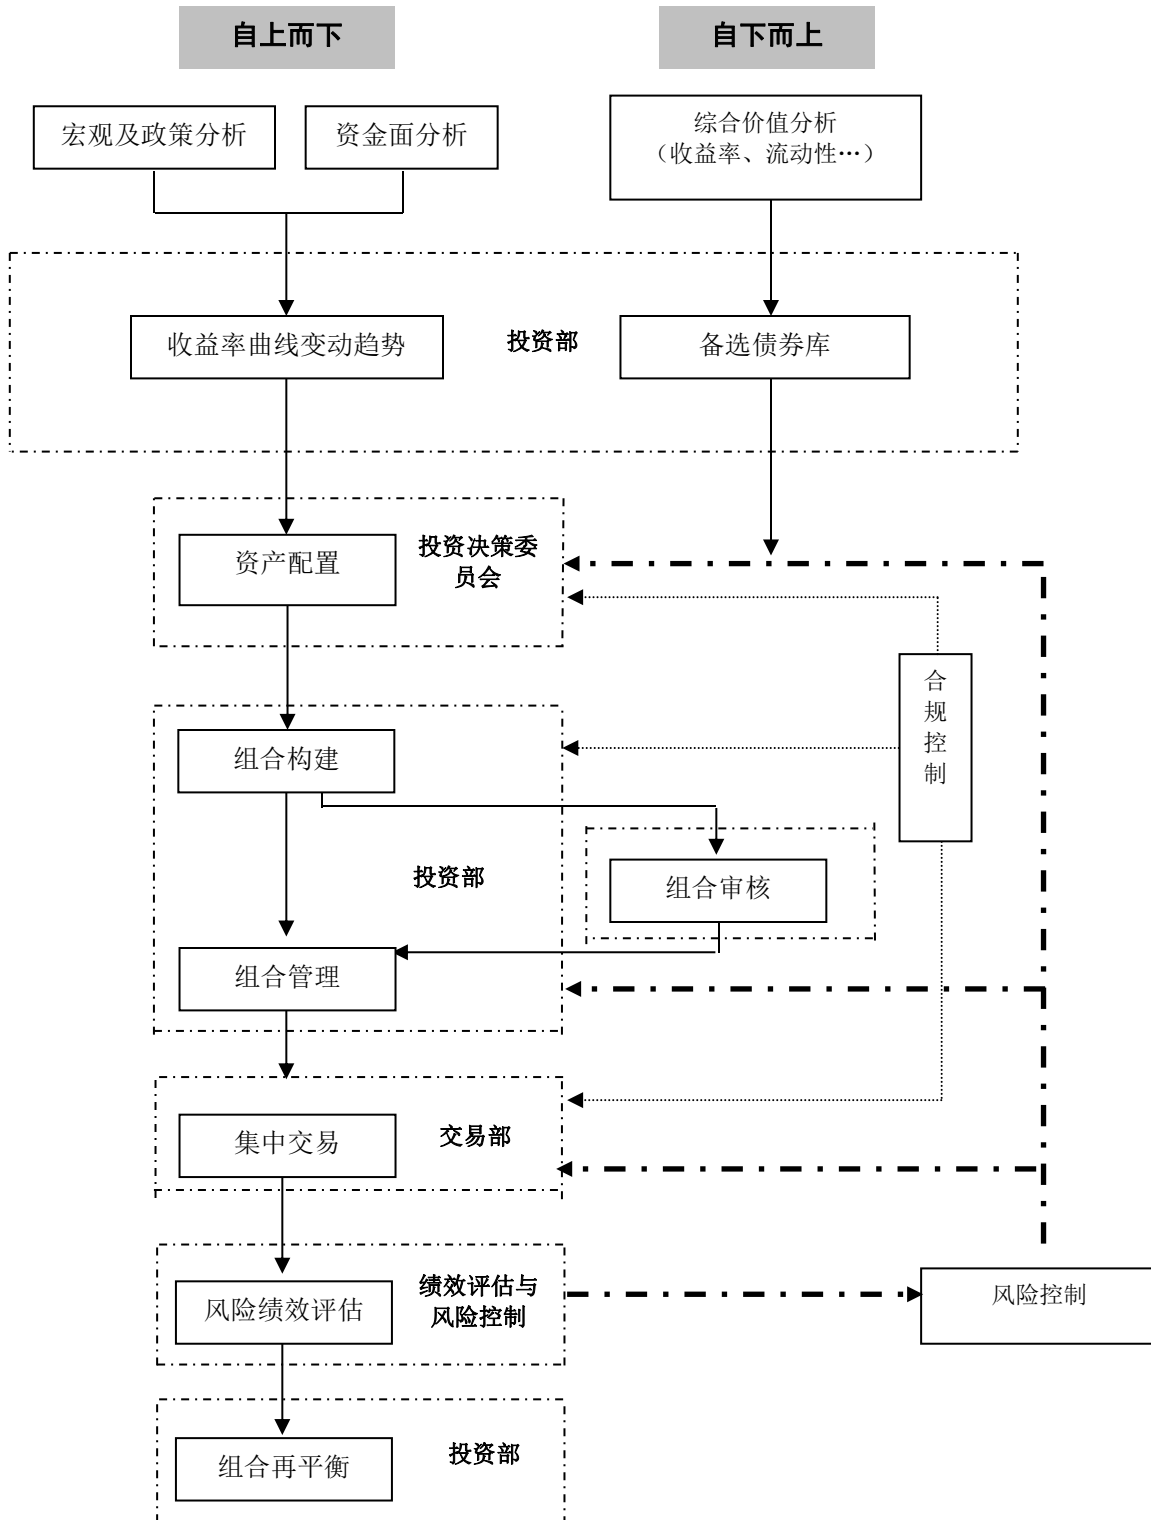 自上而下
自下而上
宏观及政策分析
资金面分析
综合价值分析
（收益率、流动性…）
收益率曲线变动趋势
投资部
备选债券库
资产配置
投资决策委
员会
合
规
控
制
组合构建
投资部
组合审核
组合管理
集中交易
交易部
风险绩效评估
绩效评估与
风险控制
风险控制
组合再平衡
投资部